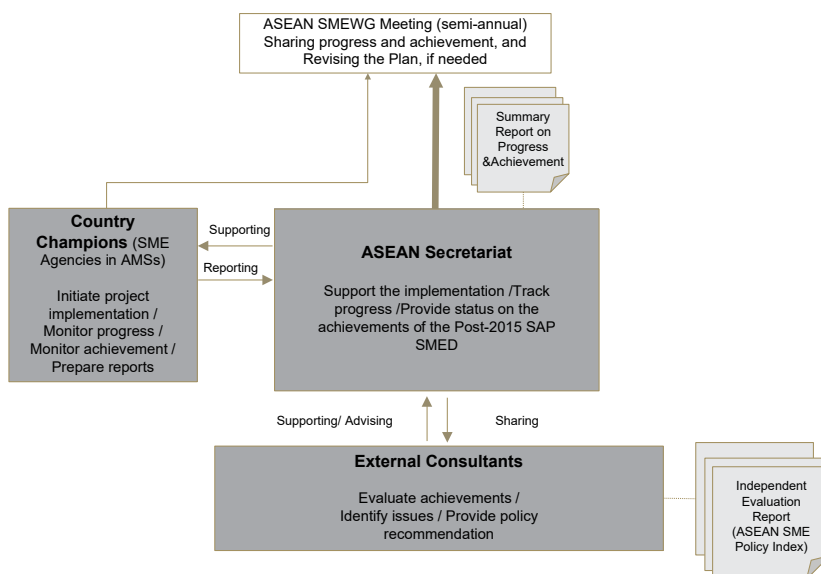 ASEAN SMEWG Meeting (semi-annual)
Sharing progress and achievement, and
Revising the Plan, if needed
Summary
Report on
Progress
&Achievement
Country
Champions (SME
Agencies in AMSs)
Initiate project
implementation /
Monitor progress /
Monitor achievement /
Prepare reports
Supporting
Reporting
ASEAN Secretariat
Support the implementation /Track
progress /Provide status on the
achievements of the Post-2015 SAP
SMED
Supporting/ Advising
Sharing
External Consultants
Evaluate achievements /
Identify issues / Provide policy
recommendation
Independent
Evaluation
Report
(ASEAN SME
Policy Index)